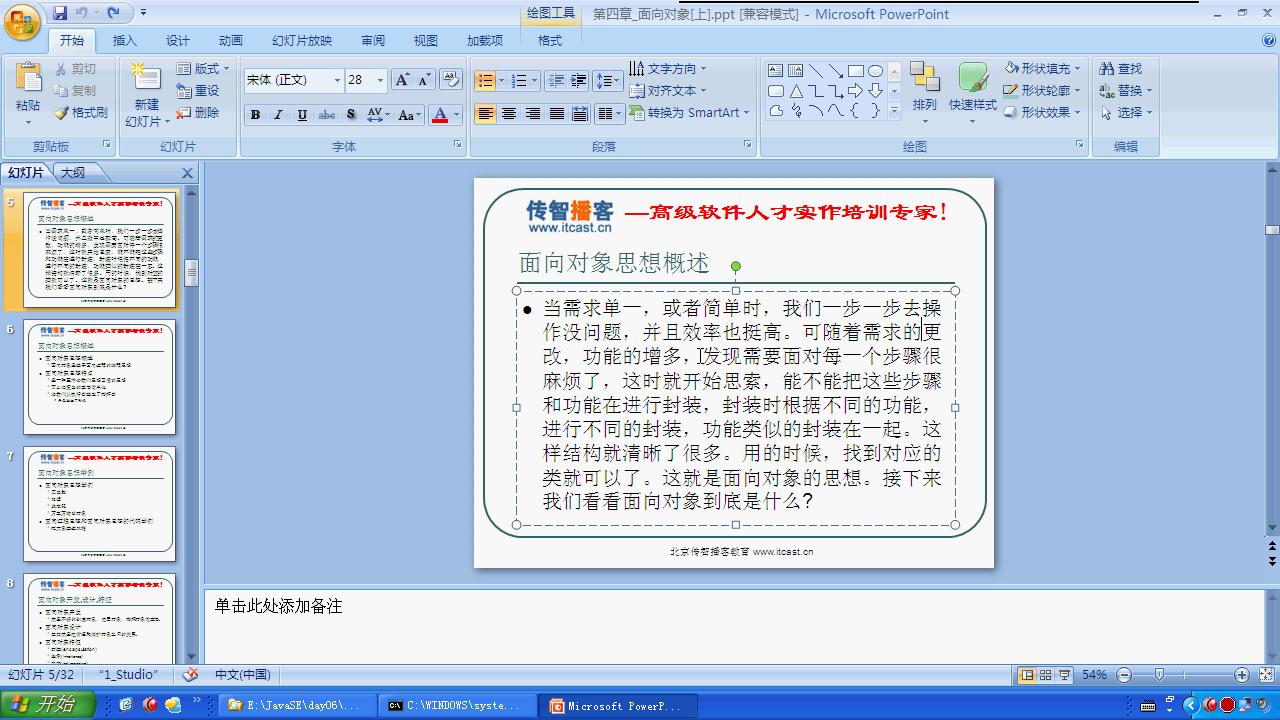 绘图工具
第四章_面向对象[上].ppt [兼容模式] - Microsoft PowerPoint
开始 插入 设计 动画 幻灯片放映 审阅 视图 加载项 格式
粘贴
剪切
复制
格式刷
剪贴板
新建
幻灯片
版式
重设
删除
幻灯片
宋体 (正文) 28
B I U abc S AV Aa A
字体
文字方向
对齐文本
转换为 SmartArt
段落
排列
快速样式
形状填充
形状轮廓
形状效果
绘图
查找
替换
选择
编辑
幻灯片 大纲
5
6
7
8
传智播客
www.itcast.cn
—高级软件人才实作培训专家!
面向对象思想概述
当需求单一，或者简单时，我们一步一步去操
作没问题，并且效率也挺高。可随着需求的更
改，功能的增多，发现需要面对每一个步骤很
麻烦了，这时就开始思索，能不能把这些步骤
和功能在进行封装，封装时根据不同的功能，
进行不同的封装，功能类似的封装在一起。这
样结构就清晰了很多。用的时候，找到对应的
类就可以了。这就是面向对象的思想。接下来
我们看看面向对象到底是什么?
北京传智播客教育 www.itcast.cn
单击此处添加备注
幻灯片 5/32
“1_Studio”
中文(中国)
54%
开始
E:\JavaSE\day06\...
C:\WINDOWS\syste...
Microsoft PowerP...